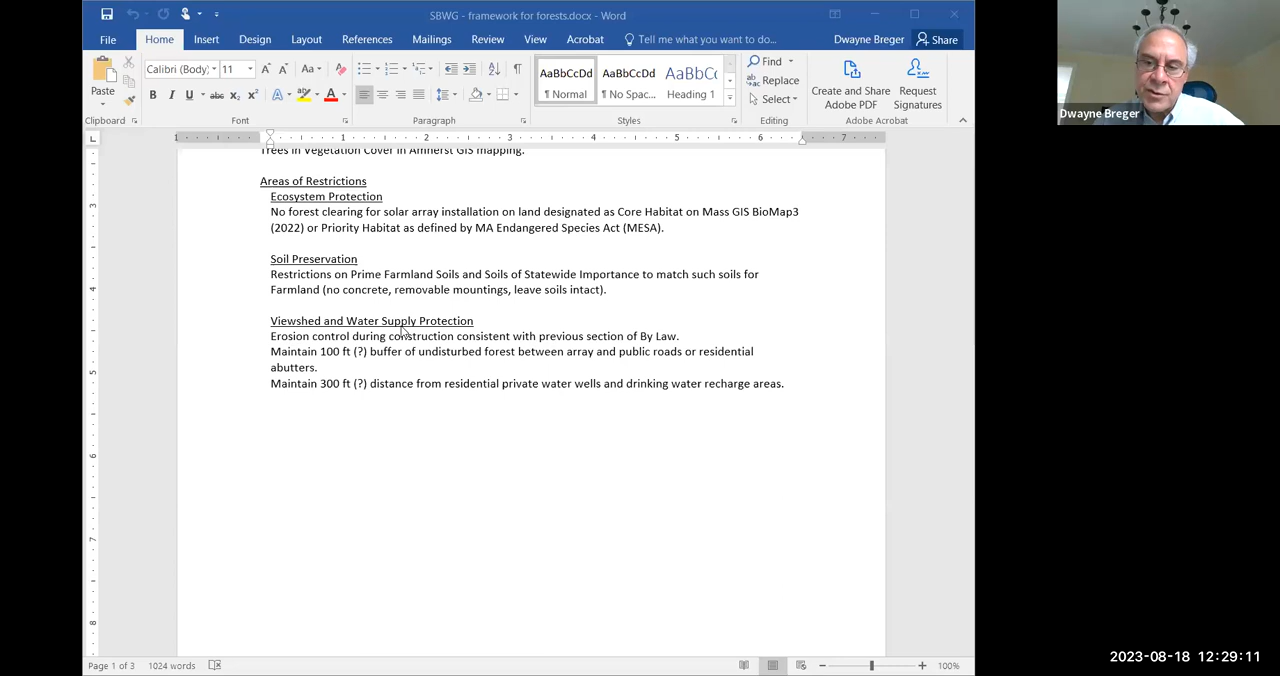 SBWG - framework for forests.docx - Word
File Home Insert Design Layout References Mailings Review View Acrobat Tell me what you want to do... Dwayne Breger Share
Paste
Clipboard
Calibri (Body) 11
Font
Paragraph
AaBbCcDd AaBbCcDd AaBbCc
¶ Normal ¶ No Spac... Heading 1
Styles
Find
Replace
Select
Editing
Create and Share
Adobe PDF
Request
Signatures
Adobe Acrobat
Dwayne Breger
Trees in Vegetation Cover in Amherst GIS mapping.
Areas of Restrictions
Ecosystem Protection
No forest clearing for solar array installation on land designated as Core Habitat on Mass GIS BioMap3
(2022) or Priority Habitat as defined by MA Endangered Species Act (MESA).
Soil Preservation
Restrictions on Prime Farmland Soils and Soils of Statewide Importance to match such soils for
Farmland (no concrete, removable mountings, leave soils intact).
Viewshed and Water Supply Protection
Erosion control during construction consistent with previous section of By Law.
Maintain 100 ft (?) buffer of undisturbed forest between array and public roads or residential
abutters.
Maintain 300 ft (?) distance from residential private water wells and drinking water recharge areas.
Page 1 of 3 1024 words 100%
2023-08-18 12:29:11